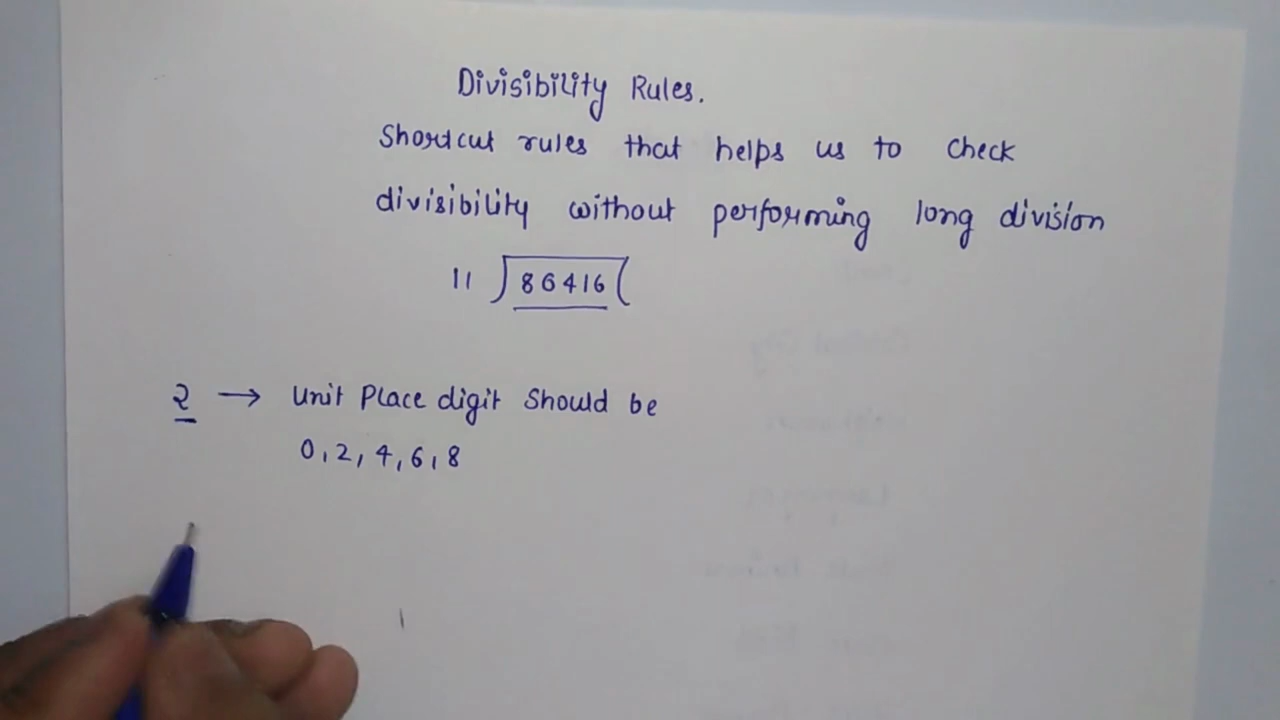 Divisibility Rules.
Shortcut rules that helps us to check
divisibility without performing long division
11 ) 86416 (
2 → Unit Place digit Should be
0, 2, 4, 6, 8